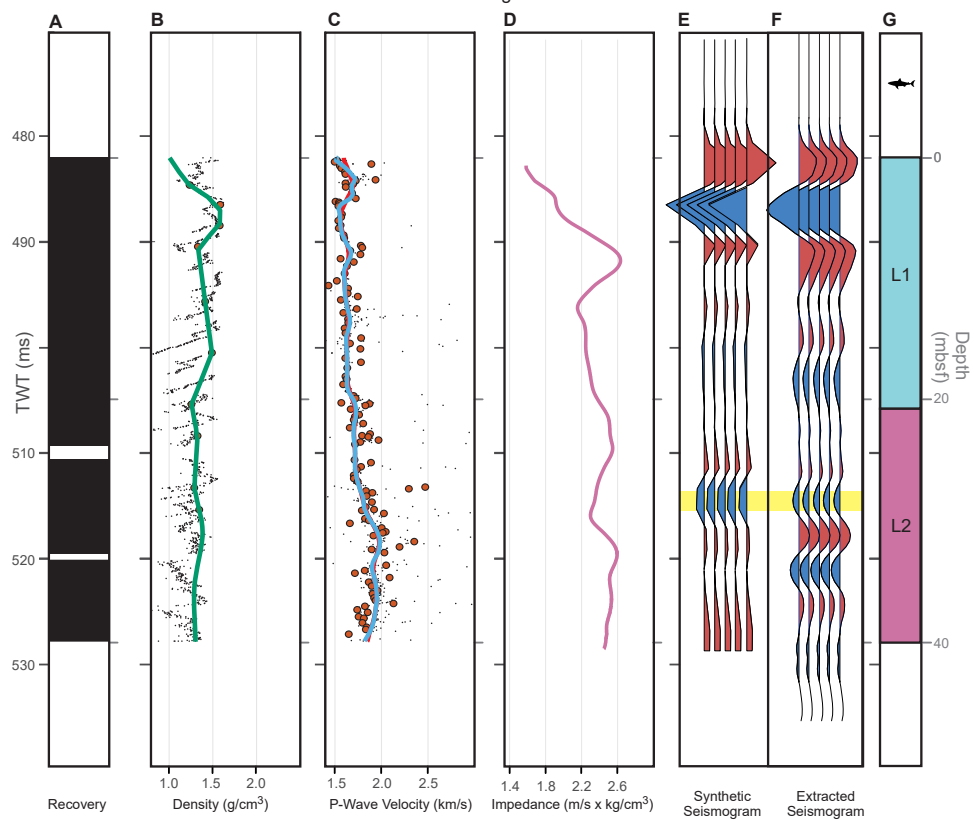 A B C D E F G
480
490
TWT (ms)
510
520
530
0
L1
Depth
(mbsf)
20
L2
40
1.0 1.5 2.0
1.5 2.0 2.5
1.4 1.8 2.2 2.6
Recovery
Density (g/cm³)
P-Wave Velocity (km/s)
Impedance (m/s x kg/cm³)
Synthetic
Seismogram
Extracted
Seismogram